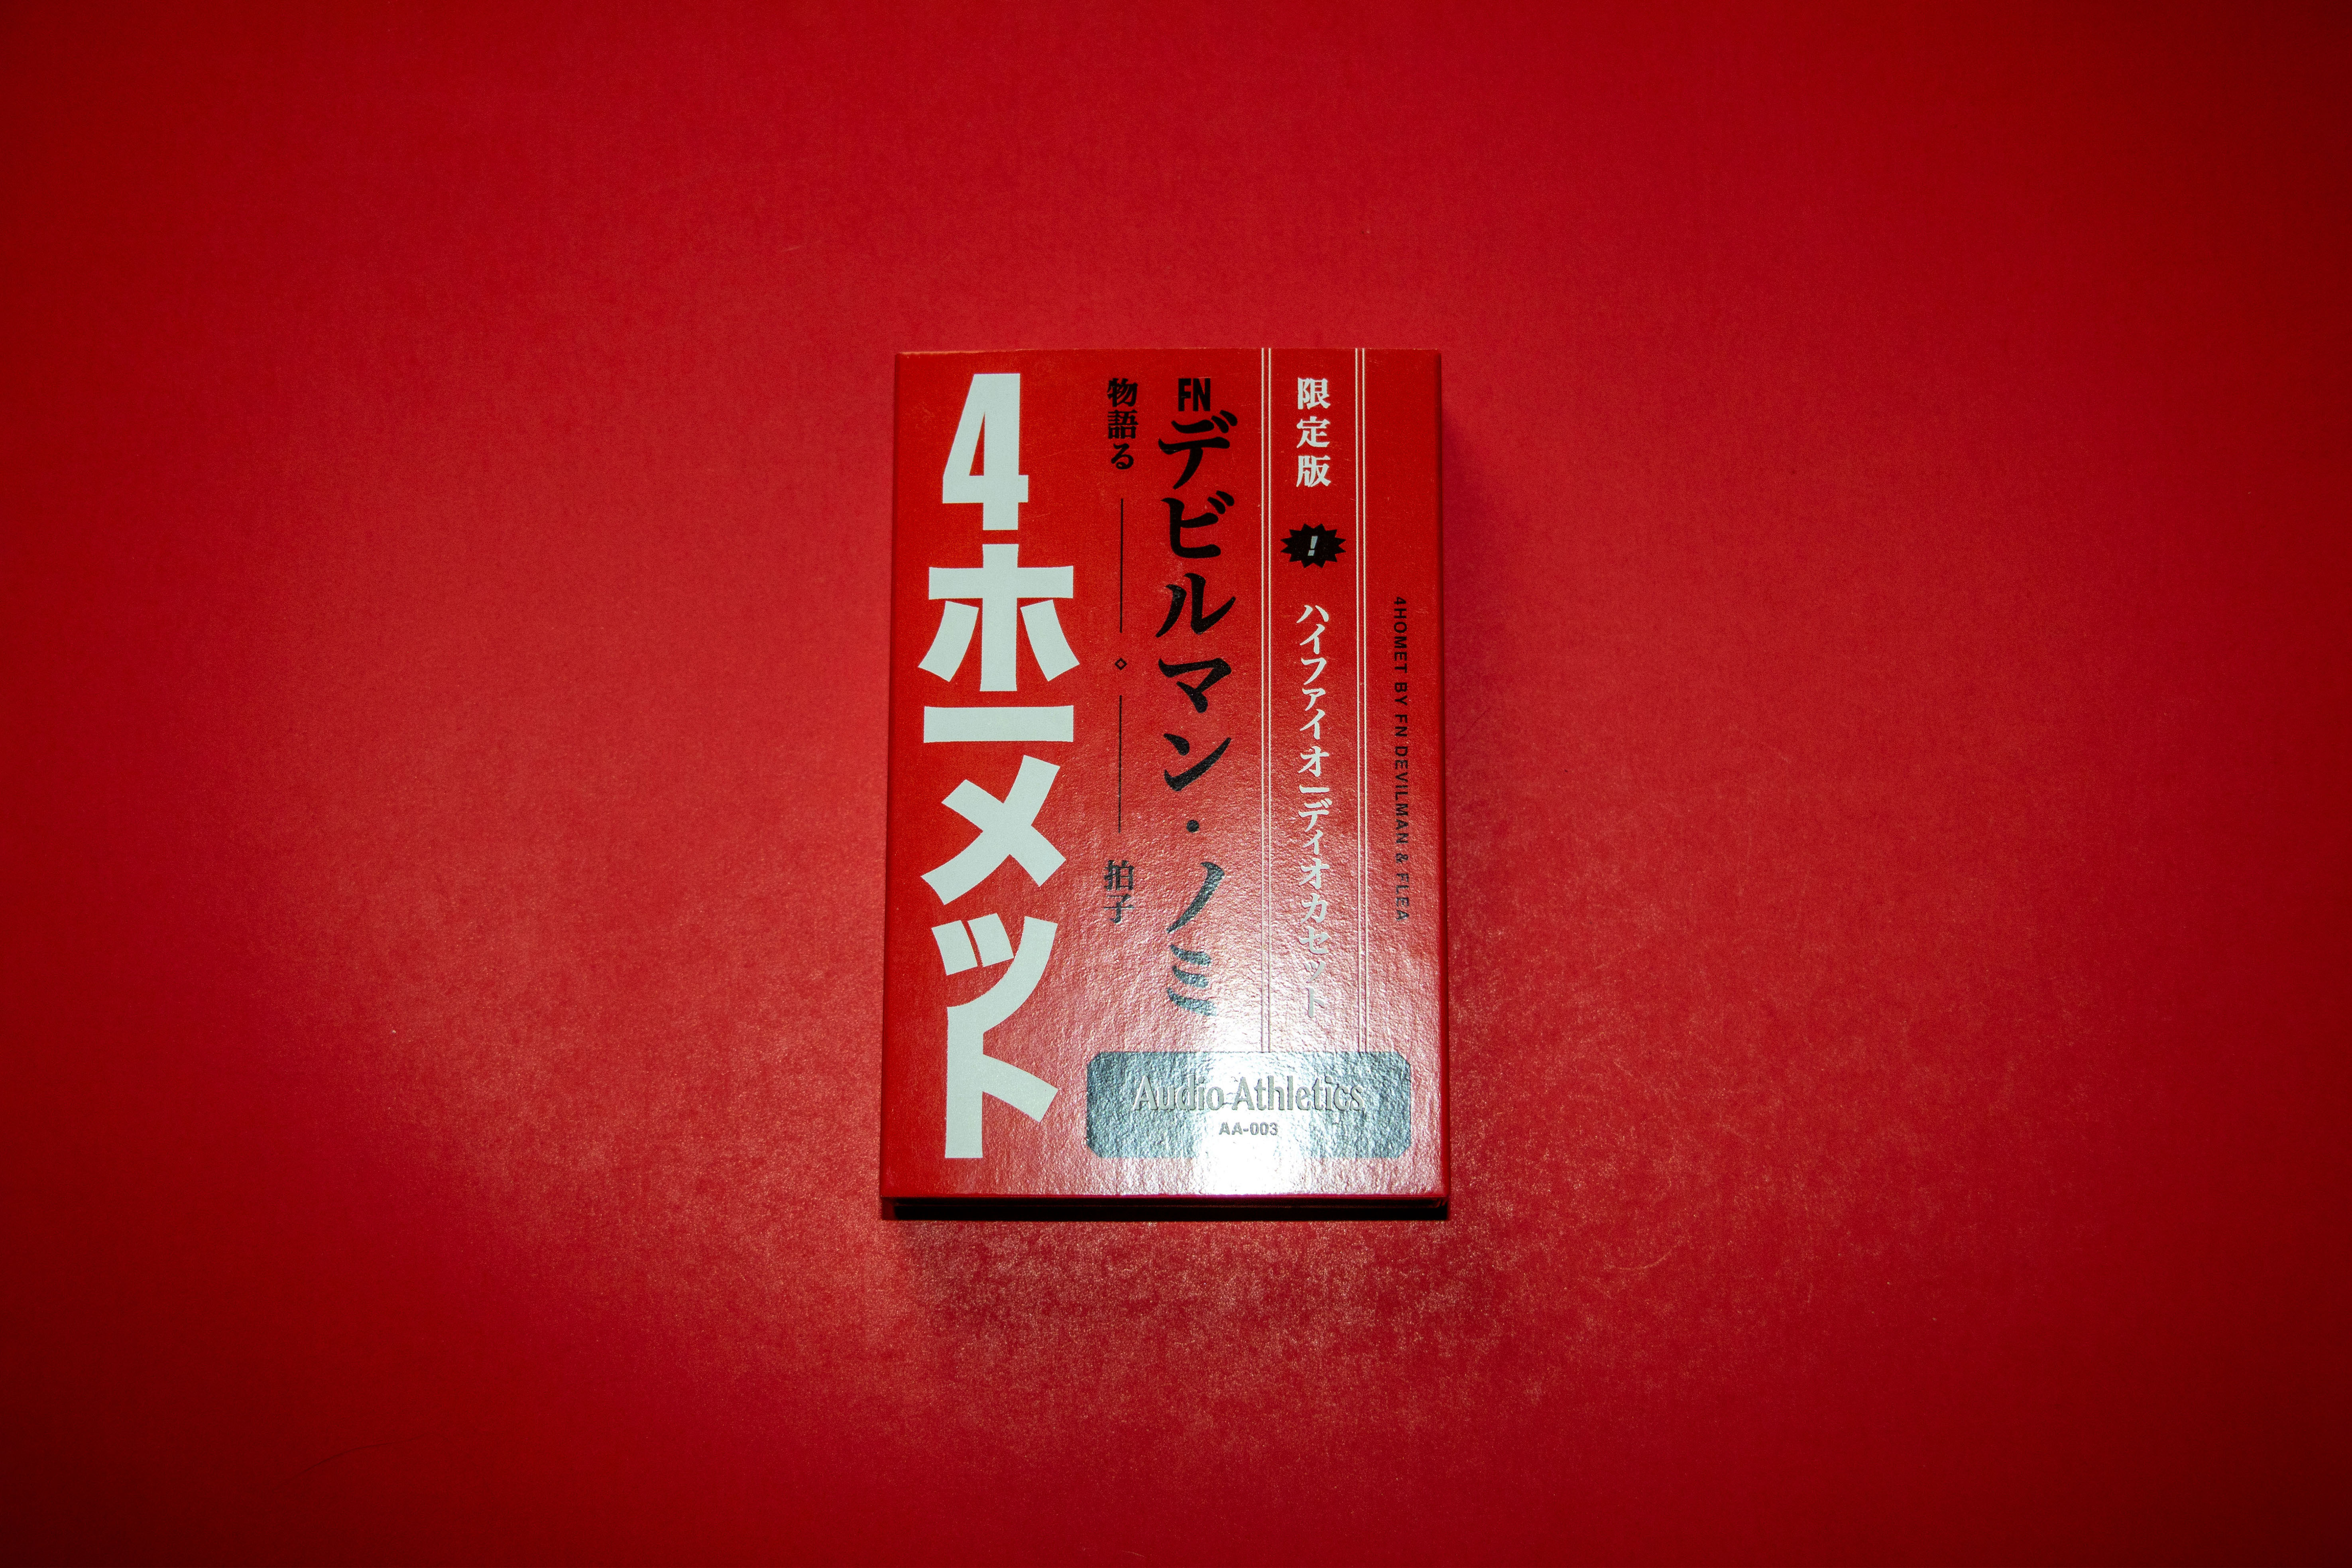 4ホーメット
物語る
拍子
FN
デビルマン・ノミ
限定版
!
ハイファイオーディオカセット
4HOMET BY FN DEVILMAN & FLEA
Audio-Athletics
AA-003